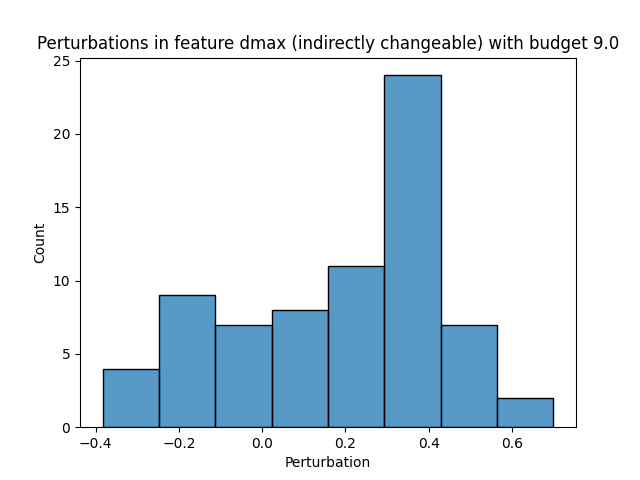 Perturbations in feature dmax (indirectly changeable) with budget 9.0
25
20
15
10
5
0
Count
−0.4 −0.2 0.0 0.2 0.4 0.6
Perturbation